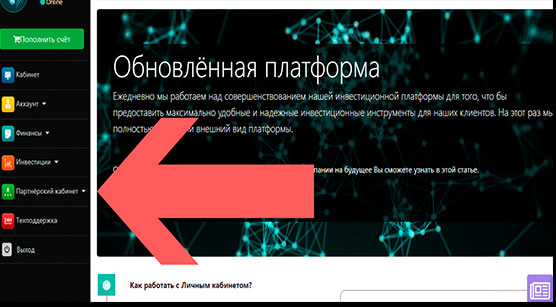 Online
Пополнить счёт
Кабинет
Аккаунт
Финансы
Инвестиции
Партнёрский кабинет
Техподдержка
Выход
Обновлённая платформа
Ежедневно мы работаем над совершенствованием нашей инвестиционной платформы для того, что бы
предоставить максимально удобные и надежные инвестиционные инструменты для наших клиентов. На этот раз мы
полностью внешний вид платформы.
пании на будущее Вы сможете узнать в этой статье.
Как работать с Личным кабинетом?